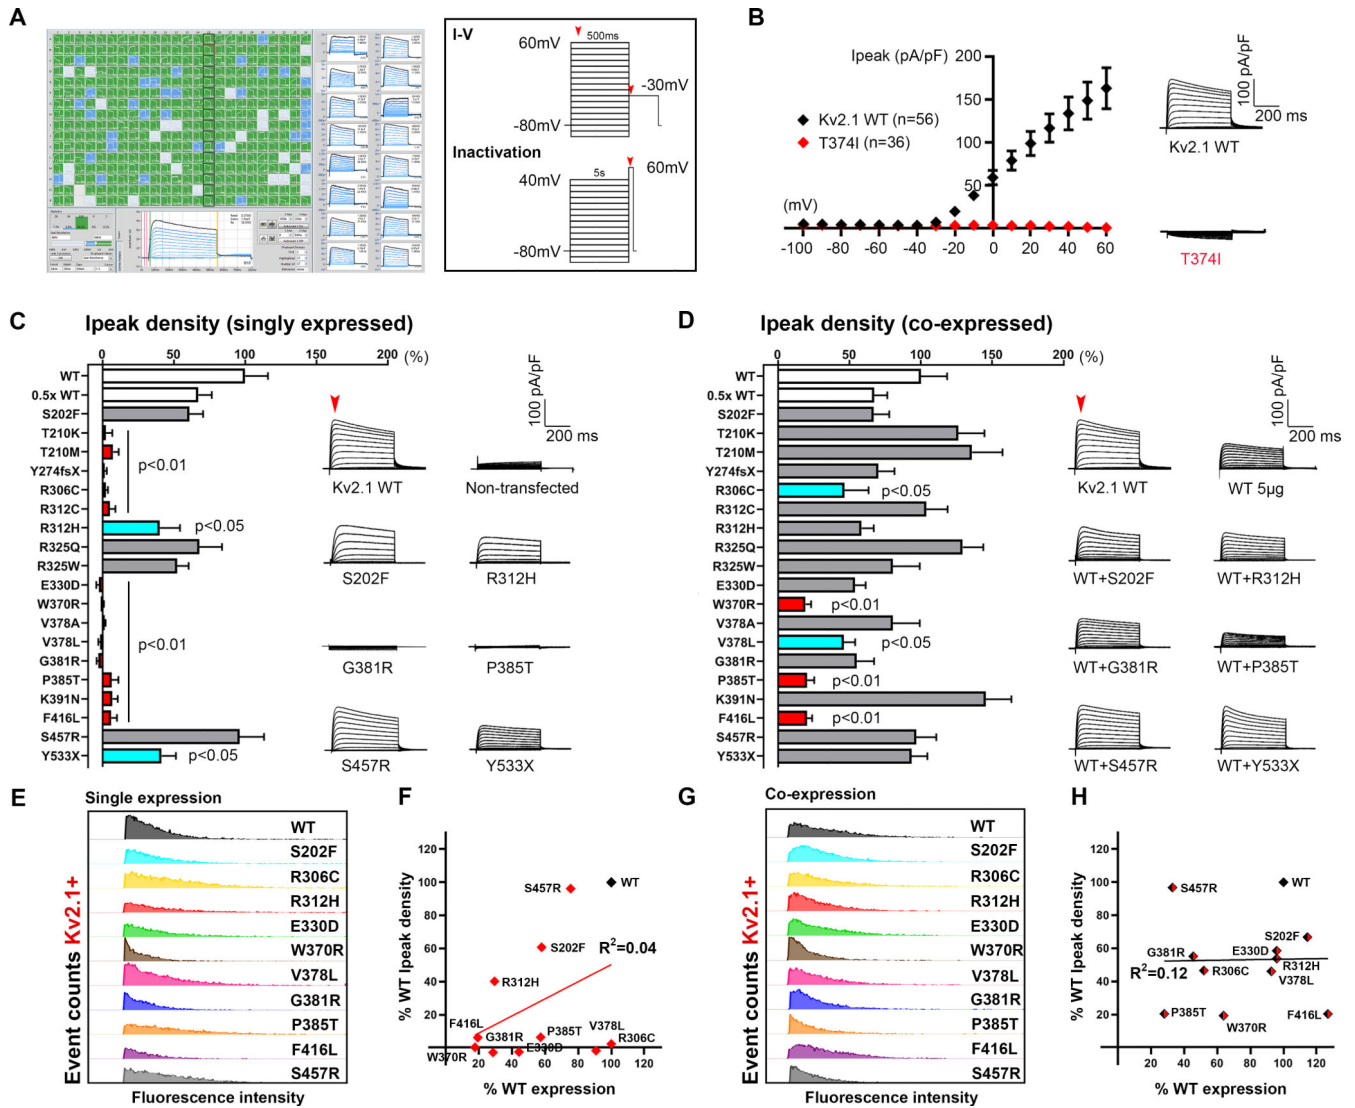 A
I-V
60mV
500ms
-30mV
-80mV
Inactivation
40mV
5s
60mV
-80mV
B
Ipeak (pA/pF)
200
150
100
50
Kv2.1 WT (n=56)
T374I (n=36)
(mV)
-100 -80 -60 -40 -20 0 20 40 60
100 pA/pF
200 ms
Kv2.1 WT
T374I
C
Ipeak density (singly expressed)
0 50 100 150 200 (%)
WT
0.5x WT
S202F
T210K
T210M
Y274fsX
R306C
R312C
R312H
R325Q
R325W
E330D
W370R
V378A
V378L
G381R
P385T
K391N
F416L
S457R
Y533X
p<0.01
p<0.05
p<0.01
p<0.05
100 pA/pF
200 ms
Kv2.1 WT
Non-transfected
S202F
R312H
G381R
P385T
S457R
Y533X
D
Ipeak density (co-expressed)
0 50 100 150 200 (%)
WT
0.5x WT
S202F
T210K
T210M
Y274fsX
R306C
R312C
R312H
R325Q
R325W
E330D
W370R
V378A
V378L
G381R
P385T
K391N
F416L
S457R
Y533X
p<0.05
p<0.01
p<0.05
p<0.01
p<0.01
100 pA/pF
200 ms
Kv2.1 WT
WT 5µg
WT+S202F
WT+R312H
WT+G381R
WT+P385T
WT+S457R
WT+Y533X
E
Single expression
Event counts Kv2.1+
WT
S202F
R306C
R312H
E330D
W370R
V378L
G381R
P385T
F416L
S457R
Fluorescence intensity
F
% WT Ipeak density
120
100
80
60
40
20
0
S457R
WT
S202F
R²=0.04
R312H
F416L
G381R
P385T
V378L
R306C
W370R
E330D
20 40 60 80 100 120
% WT expression
G
Co-expression
Event counts Kv2.1+
WT
S202F
R306C
R312H
E330D
W370R
V378L
G381R
P385T
F416L
S457R
Fluorescence intensity
H
% WT Ipeak density
120
100
80
60
40
20
0
S457R
WT
S202F
G381R
E330D
R²=0.12
R306C
R312H
V378L
P385T
W370R
F416L
20 40 60 80 100 120
% WT expression